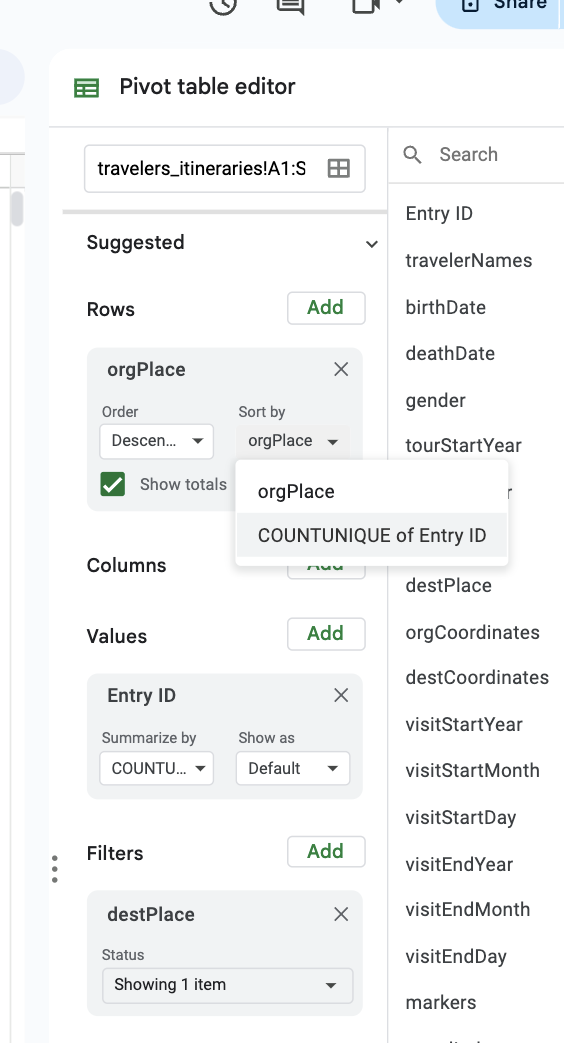 Share
Pivot table editor
travelers_itineraries!A1:S
Search
Suggested
Rows
Add
orgPlace
Order
Sort by
Descen...
orgPlace
Show totals
orgPlace
COUNTUNIQUE of Entry ID
Columns
Add
Values
Add
Entry ID
Summarize by
Show as
COUNTU...
Default
Filters
Add
destPlace
Status
Showing 1 item
Entry ID
travelerNames
birthDate
deathDate
gender
tourStartYear
r
destPlace
orgCoordinates
destCoordinates
visitStartYear
visitStartMonth
visitStartDay
visitEndYear
visitEndMonth
visitEndDay
markers